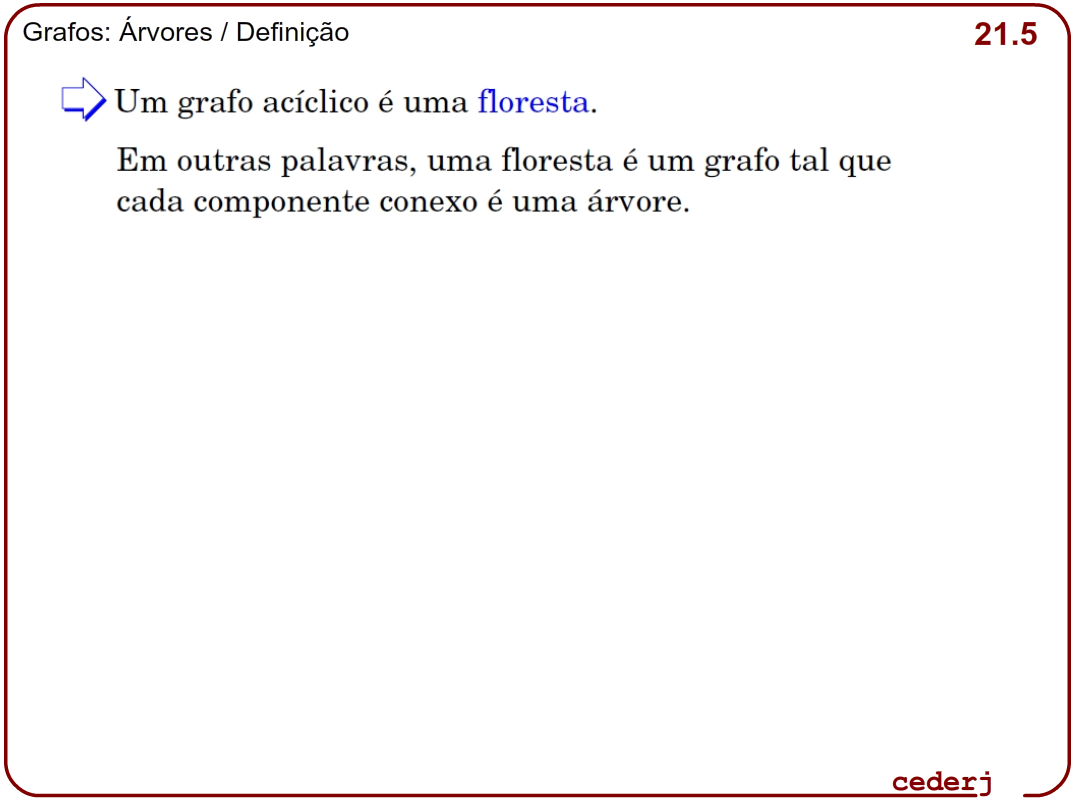 Grafos: Árvores / Definição
21.5
Um grafo acíclico é uma floresta.
Em outras palavras, uma floresta é um grafo tal que
cada componente conexo é uma árvore.
cederj